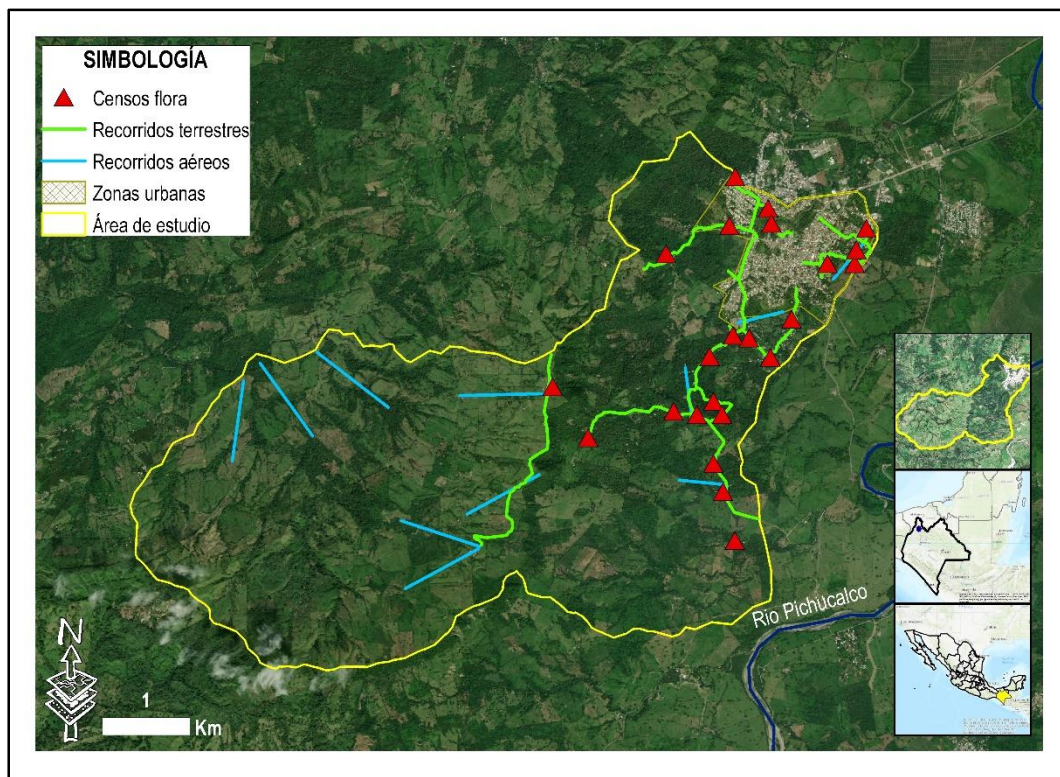 SIMBOLOGÍA
Censos flora
Recorridos terrestres
Recorridos aéreos
Zonas urbanas
Área de estudio
Río Pichucalco
N
1
Km